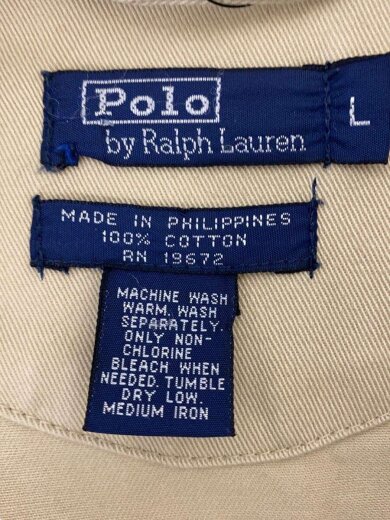 Polo L
by Ralph Lauren
MADE IN PHILIPPINES
100% COTTON
RN 19672
MACHINE WASH
WARM. WASH
SEPARATELY.
ONLY NON-
CHLORINE
BLEACH WHEN
NEEDED. TUMBLE
DRY LOW.
MEDIUM IRON